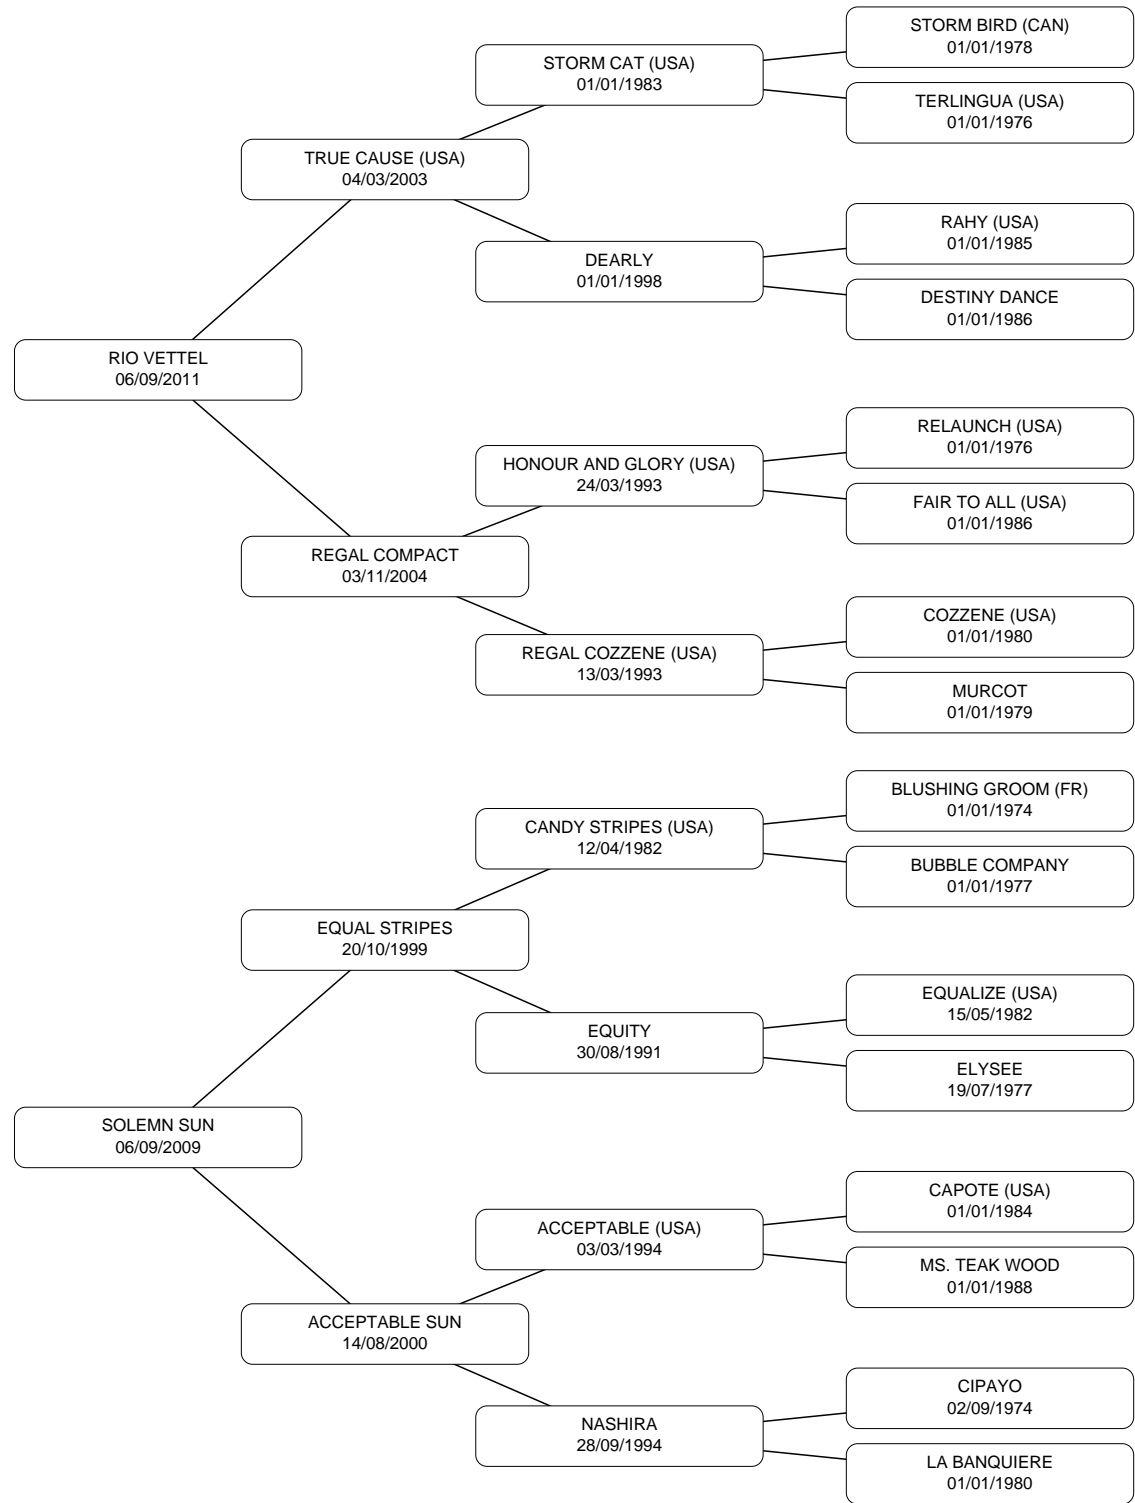 STORM BIRD (CAN)
01/01/1978
STORM CAT (USA)
01/01/1983
TERLINGUA (USA)
01/01/1976
TRUE CAUSE (USA)
04/03/2003
RAHY (USA)
01/01/1985
DEARLY
01/01/1998
DESTINY DANCE
01/01/1986
RIO VETTEL
06/09/2011
RELAUNCH (USA)
01/01/1976
HONOUR AND GLORY (USA)
24/03/1993
FAIR TO ALL (USA)
01/01/1986
REGAL COMPACT
03/11/2004
COZZENE (USA)
01/01/1980
REGAL COZZENE (USA)
13/03/1993
MURCOT
01/01/1979
BLUSHING GROOM (FR)
01/01/1974
CANDY STRIPES (USA)
12/04/1982
BUBBLE COMPANY
01/01/1977
EQUAL STRIPES
20/10/1999
EQUALIZE (USA)
15/05/1982
EQUITY
30/08/1991
ELYSEE
19/07/1977
SOLEMN SUN
06/09/2009
CAPOTE (USA)
01/01/1984
ACCEPTABLE (USA)
03/03/1994
MS. TEAK WOOD
01/01/1988
ACCEPTABLE SUN
14/08/2000
CIPAYO
02/09/1974
NASHIRA
28/09/1994
LA BANQUIERE
01/01/1980